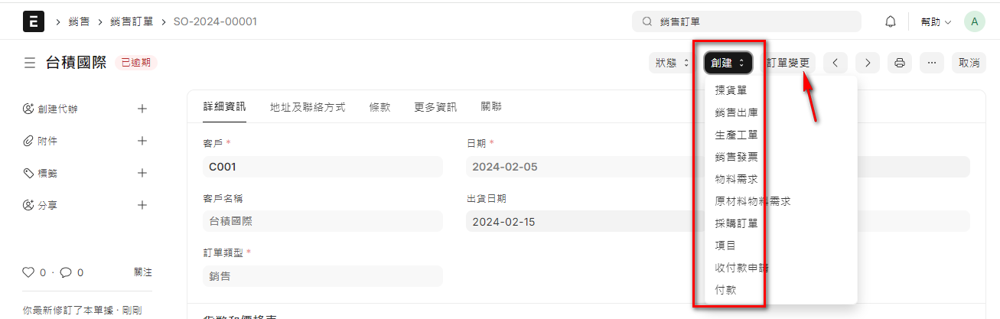 E 銷售 銷售訂單 SO-2024-00001 銷售訂單 幫助 A
台積國際 已逾期 狀態 創建 訂單變更 ... 取消
創建代辦
附件
標籤
分享
0 · 0 關注
你最新修訂了本單據 · 剛剛
詳細資訊 地址及聯絡方式 條款 更多資訊 關聯
客戶 *
C001
客戶名稱
台積國際
訂單類型 *
銷售
日期 *
2024-02-05
出貨日期
2024-02-15
揀貨單
銷售出庫
生產工單
銷售發票
物料需求
原材料物料需求
採購訂單
項目
收付款申請
付款